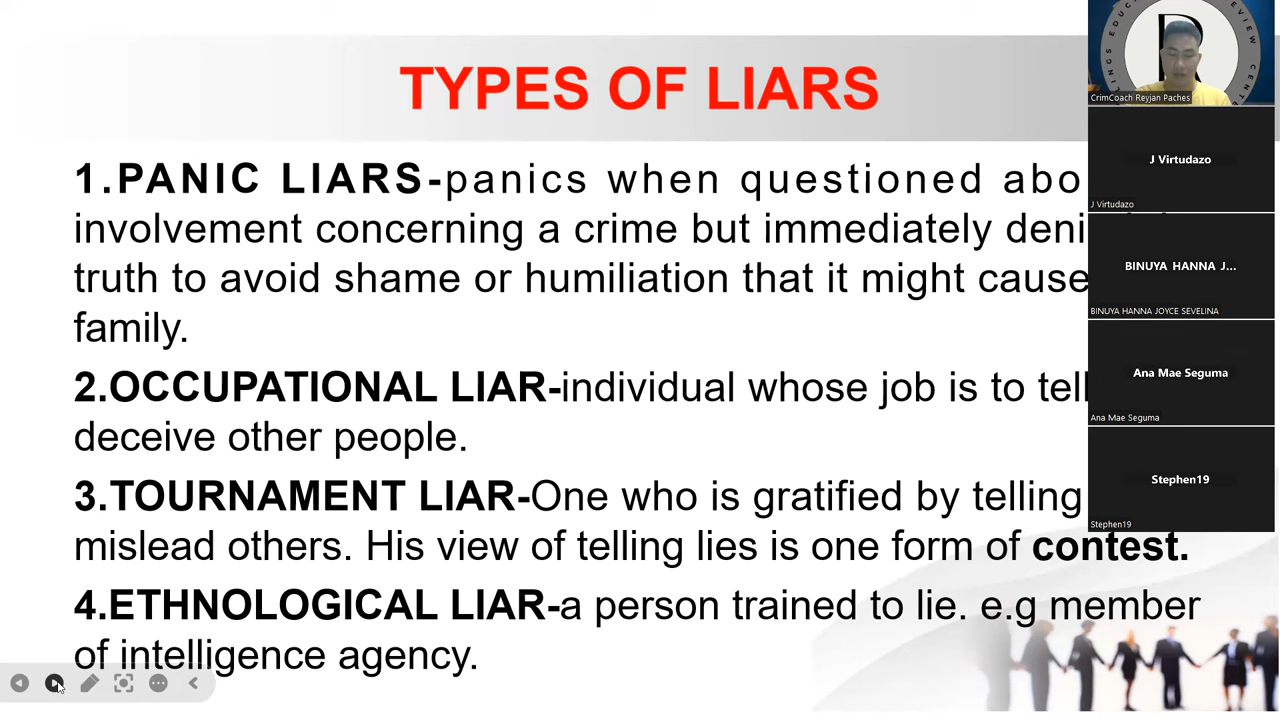 TYPES OF LIARS
1.PANIC LIARS-panics when questioned abo
involvement concerning a crime but immediately deni
truth to avoid shame or humiliation that it might cause
family.
2.OCCUPATIONAL LIAR-individual whose job is to tell
deceive other people.
3.TOURNAMENT LIAR-One who is gratified by telling
mislead others. His view of telling lies is one form of contest.
4.ETHNOLOGICAL LIAR-a person trained to lie. e.g member
of intelligence agency.
REVIEW CENTE
R
CrimCoach Reyjan Paches
J Virtudazo
J Virtudazo
BINUYA HANNA J...
BINUYA HANNA JOYCE SEVELINA
Ana Mae Seguma
Ana Mae Seguma
Stephen19
Stephen19